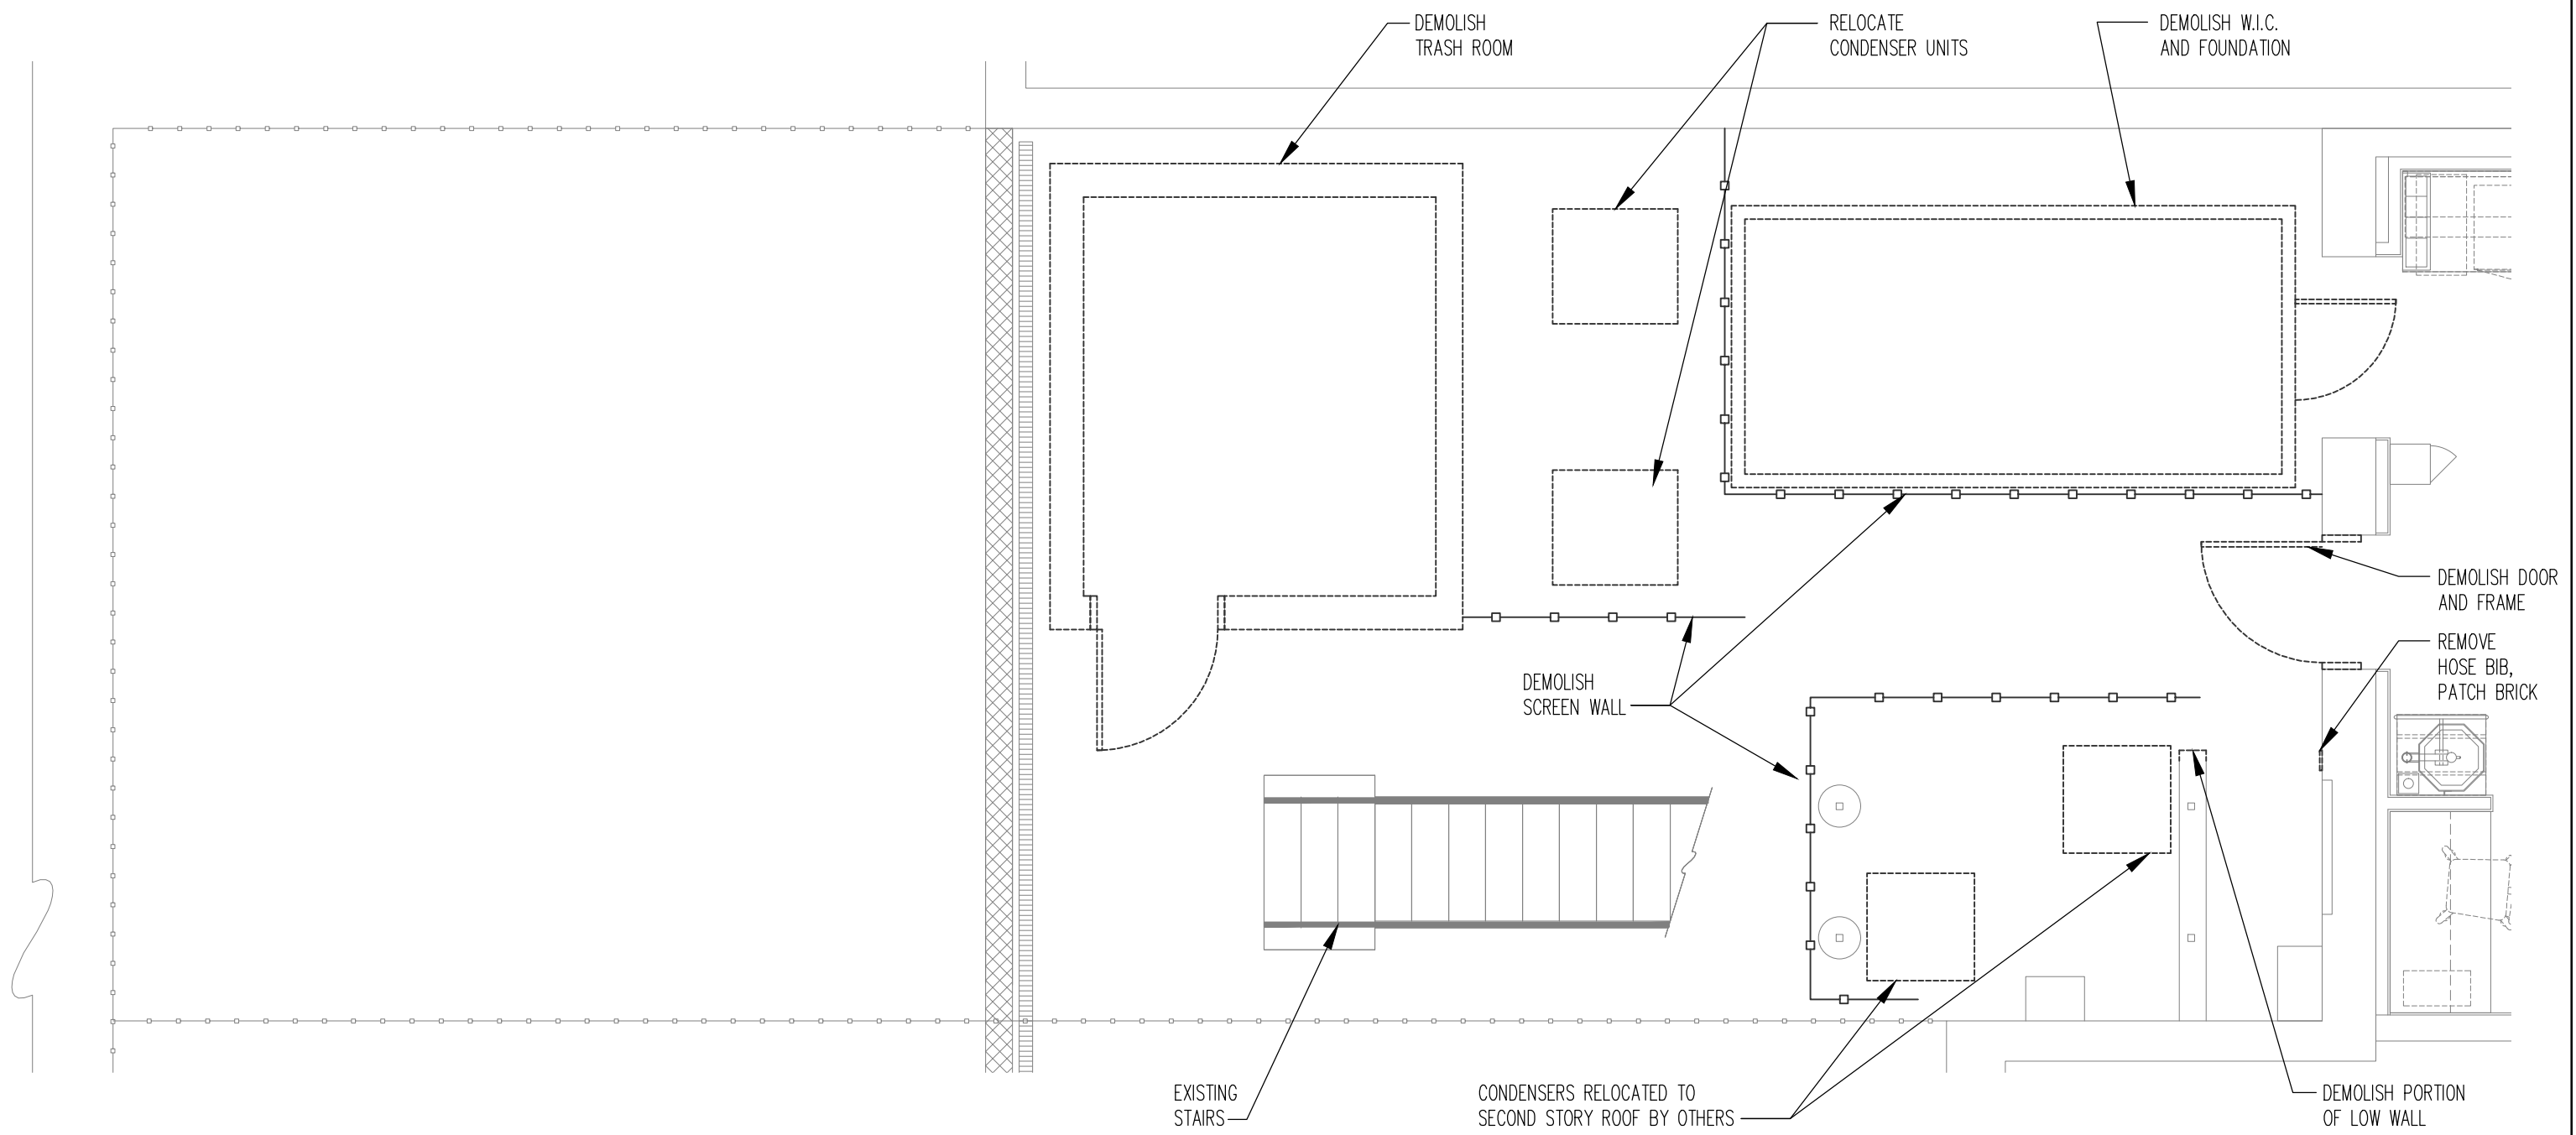 DEMOLISH
TRASH ROOM
RELOCATE
CONDENSER UNITS
DEMOLISH W.I.C.
AND FOUNDATION
DEMOLISH DOOR
AND FRAME
REMOVE
HOSE BIB,
PATCH BRICK
DEMOLISH
SCREEN WALL
EXISTING
STAIRS
CONDENSERS RELOCATED TO
SECOND STORY ROOF BY OTHERS
DEMOLISH PORTION
OF LOW WALL